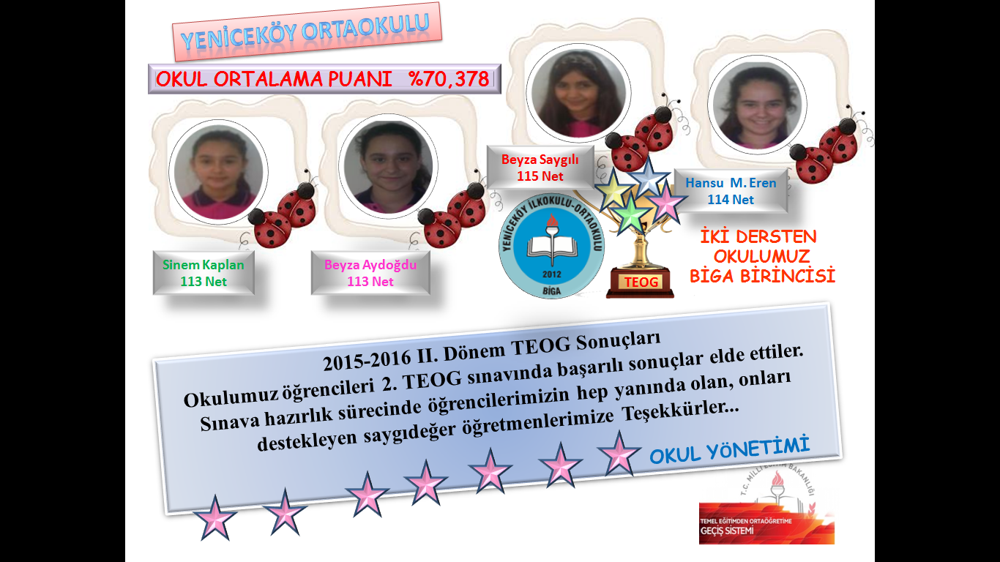 YENİCEKÖY ORTAOKULU
OKUL ORTALAMA PUANI %70,378
Beyza Saygılı
115 Net
Hansu M. Eren
114 Net
Sinem Kaplan
113 Net
Beyza Aydoğdu
113 Net
YENİCEKÖY İLKOKULU-ORTAOKULU
2012
BİGA
TEOG
İKİ DERSTEN
OKULUMUZ
BİGA BİRİNCİSİ
2015-2016 II. Dönem TEOG Sonuçları
Okulumuz öğrencileri 2. TEOG sınavında başarılı sonuçlar elde ettiler.
Sınava hazırlık sürecinde öğrencilerimizin hep yanında olan, onları
destekleyen saygıdeğer öğretmenlerimize Teşekkürler...
OKUL YÖNETİMİ
T.C. MİLLİ EĞİTİM BAKANLIĞI
TEMEL EĞİTİMDEN ORTAÖĞRETİME
GEÇİŞ SİSTEMİ